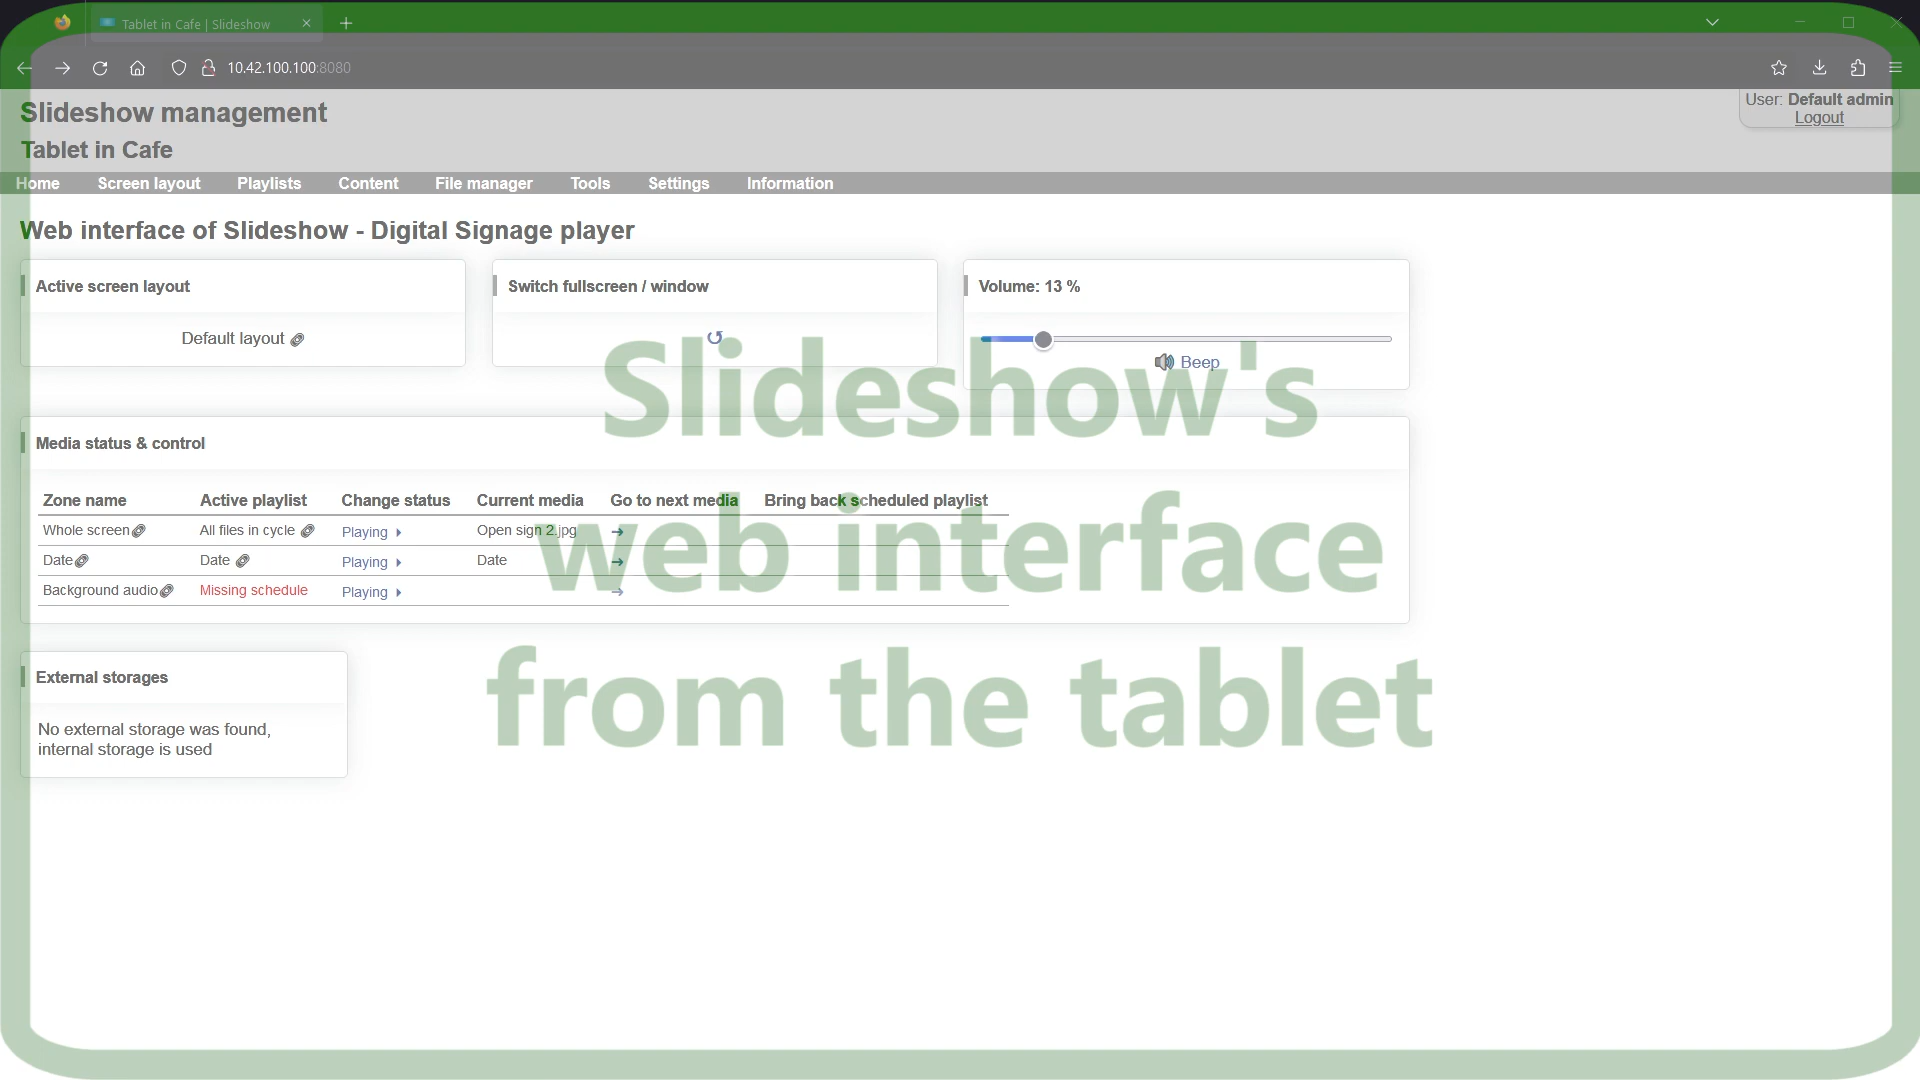 Tablet in Cafe | Slideshow
10.42.100.100:8080
Slideshow management
User: Default admin
Logout
Tablet in Cafe
Home Screen layout Playlists Content File manager Tools Settings Information
Web interface of Slideshow - Digital Signage player
Active screen layout
Default layout
Switch fullscreen / window
Volume: 13 %
Beep
Slideshow's
web interface
from the tablet
Media status & control
Zone name Active playlist Change status Current media Go to next media Bring back scheduled playlist
Whole screen All files in cycle Playing Open sign 2.jpg
Date Date Playing Date
Background audio Missing schedule Playing
External storages
No external storage was found,
internal storage is used